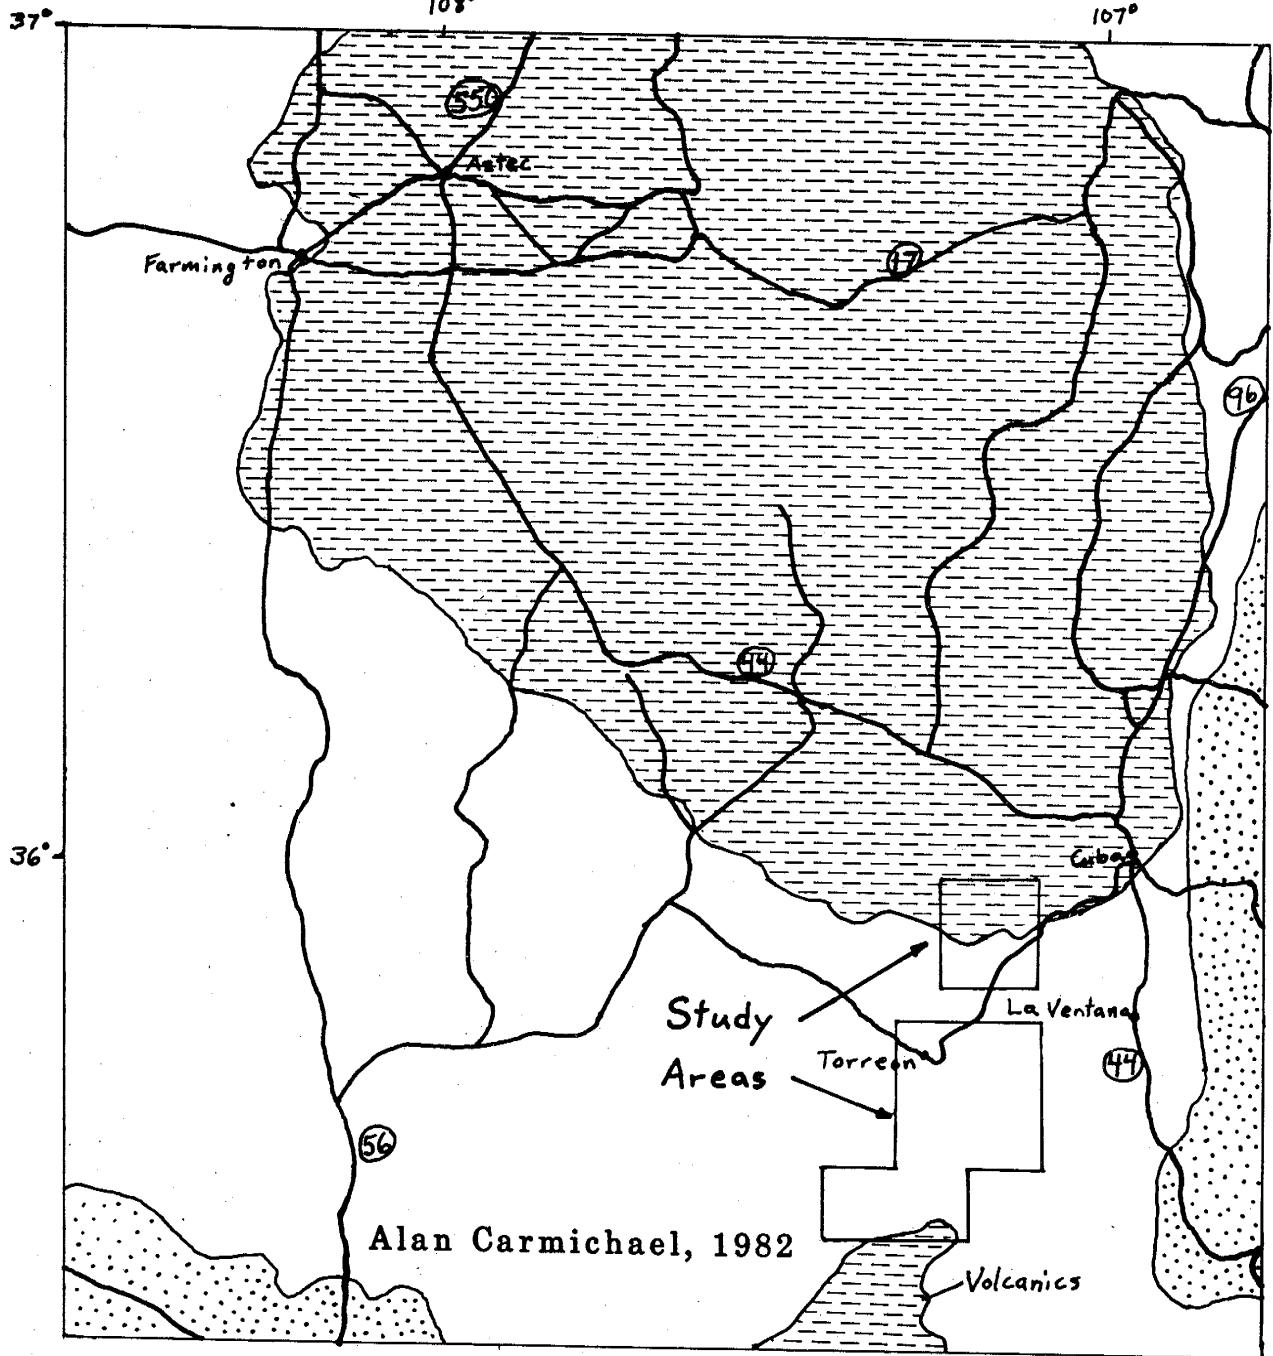 108°
37°
107°
550
Aztec
Farmington
17
96
44
36°
Cuba
Study
Areas
La Ventana
Torreon
44
56
Alan Carmichael, 1982
Volcanics